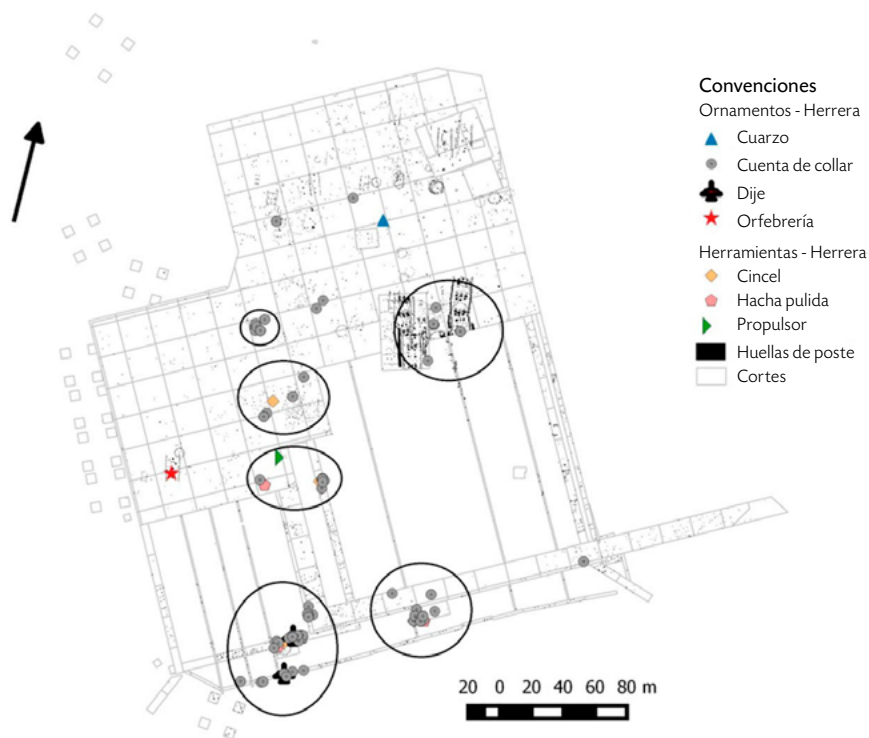 Convenciones
Ornamentos - Herrera
Cuarzo
Cuenta de collar
Dije
Orfebrería
Herramientas - Herrera
Cincel
Hacha pulida
Propulsor
Huellas de poste
Cortes
20 0 20 40 60 80 m